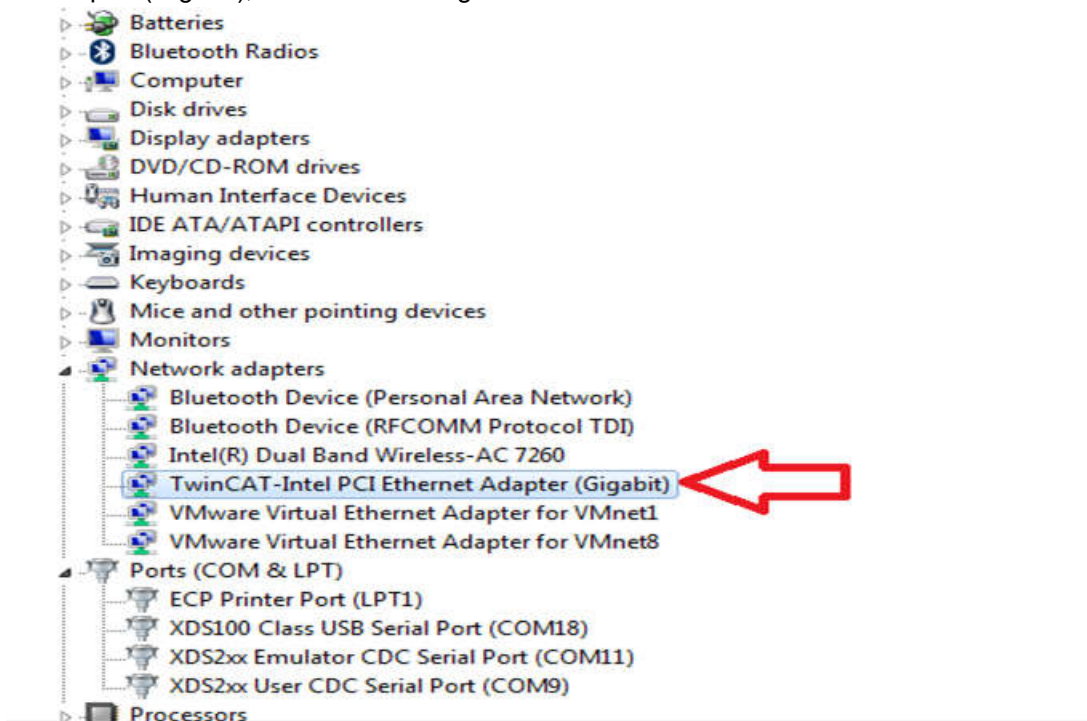 Batteries
Bluetooth Radios
Computer
Disk drives
Display adapters
DVD/CD-ROM drives
Human Interface Devices
IDE ATA/ATAPI controllers
Imaging devices
Keyboards
Mice and other pointing devices
Monitors
Network adapters
Bluetooth Device (Personal Area Network)
Bluetooth Device (RFCOMM Protocol TDI)
Intel(R) Dual Band Wireless-AC 7260
TwinCAT-Intel PCI Ethernet Adapter (Gigabit)
VMware Virtual Ethernet Adapter for VMnet1
VMware Virtual Ethernet Adapter for VMnet8
Ports (COM & LPT)
ECP Printer Port (LPT1)
XDS100 Class USB Serial Port (COM18)
XDS2xx Emulator CDC Serial Port (COM11)
XDS2xx User CDC Serial Port (COM9)
Processors